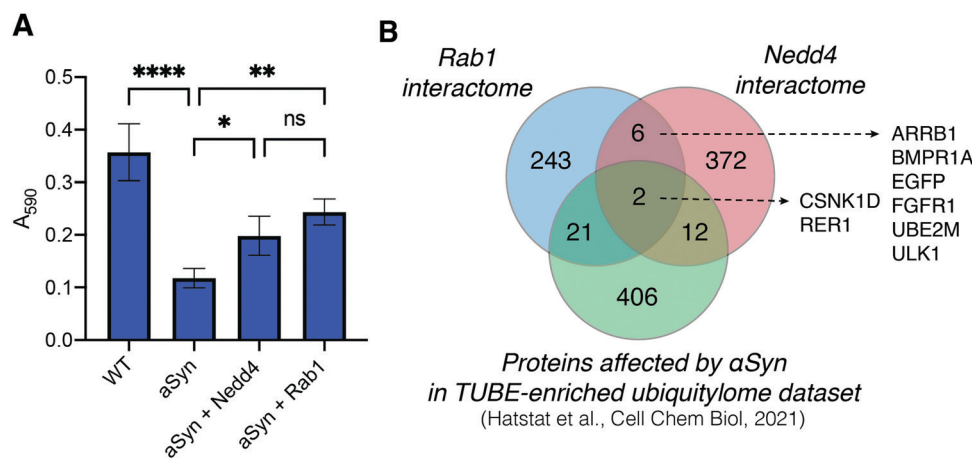 A
0.5
0.4
0.3
0.2
0.1
0.0
A590
****
**
*
ns
WT
aSyn
aSyn + Nedd4
aSyn + Rab1
B
Rab1
interactome
Nedd4
interactome
243
6
372
2
21
12
406
ARRB1
BMPR1A
EGFP
FGFR1
UBE2M
ULK1
CSNK1D
RER1
Proteins affected by αSyn
in TUBE-enriched ubiquitylome dataset
(Hatstat et al., Cell Chem Biol, 2021)